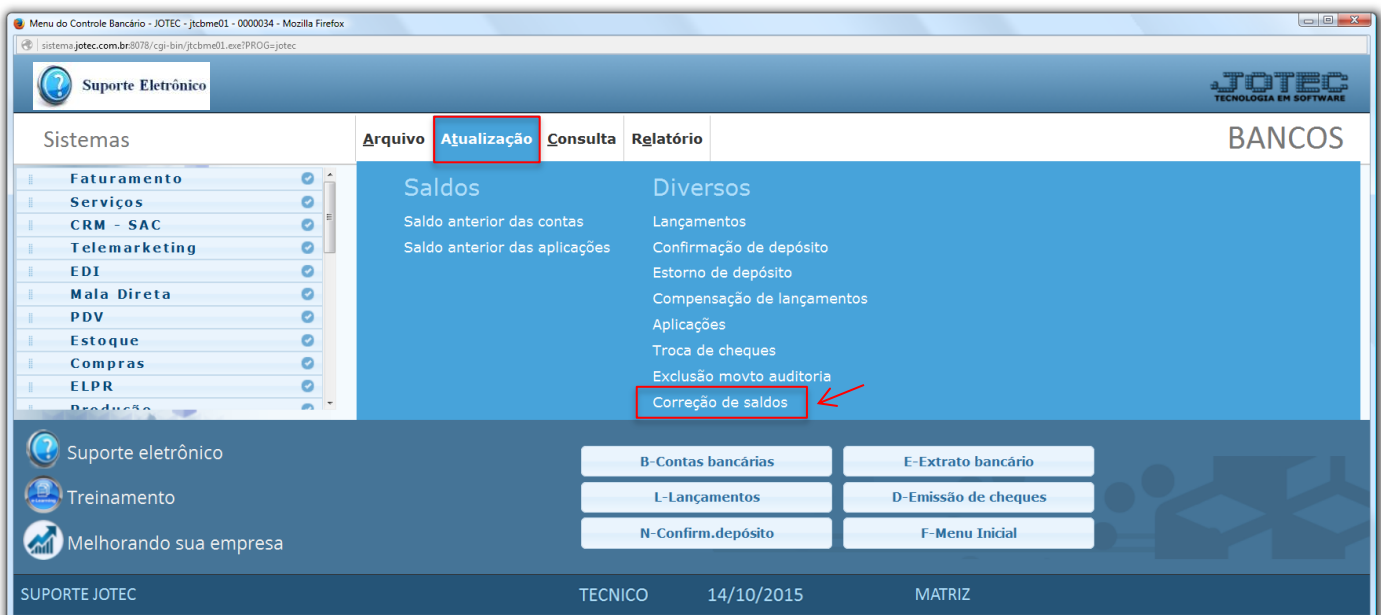 Menu do Controle Bancário - JOTEC - jtcbme01 - 0000034 - Mozilla Firefox
sistema.jotec.com.br:8078/cgi-bin/jtcbme01.exe?PROG=jotec
Suporte Eletrônico
JOTEC
TECNOLOGIA EM SOFTWARE
Sistemas
Arquivo Atualização Consulta Relatório
BANCOS
Faturamento
Serviços
CRM - SAC
Telemarketing
EDI
Mala Direta
PDV
Estoque
Compras
ELPR
Produção
Saldos
Saldo anterior das contas
Saldo anterior das aplicações
Diversos
Lançamentos
Confirmação de depósito
Estorno de depósito
Compensação de lançamentos
Aplicações
Troca de cheques
Exclusão movto auditoria
Correção de saldos
Suporte eletrônico
Treinamento
Melhorando sua empresa
B-Contas bancárias E-Extrato bancário
L-Lançamentos D-Emissão de cheques
N-Confirm.depósito F-Menu Inicial
SUPORTE JOTEC TECNICO 14/10/2015 MATRIZ